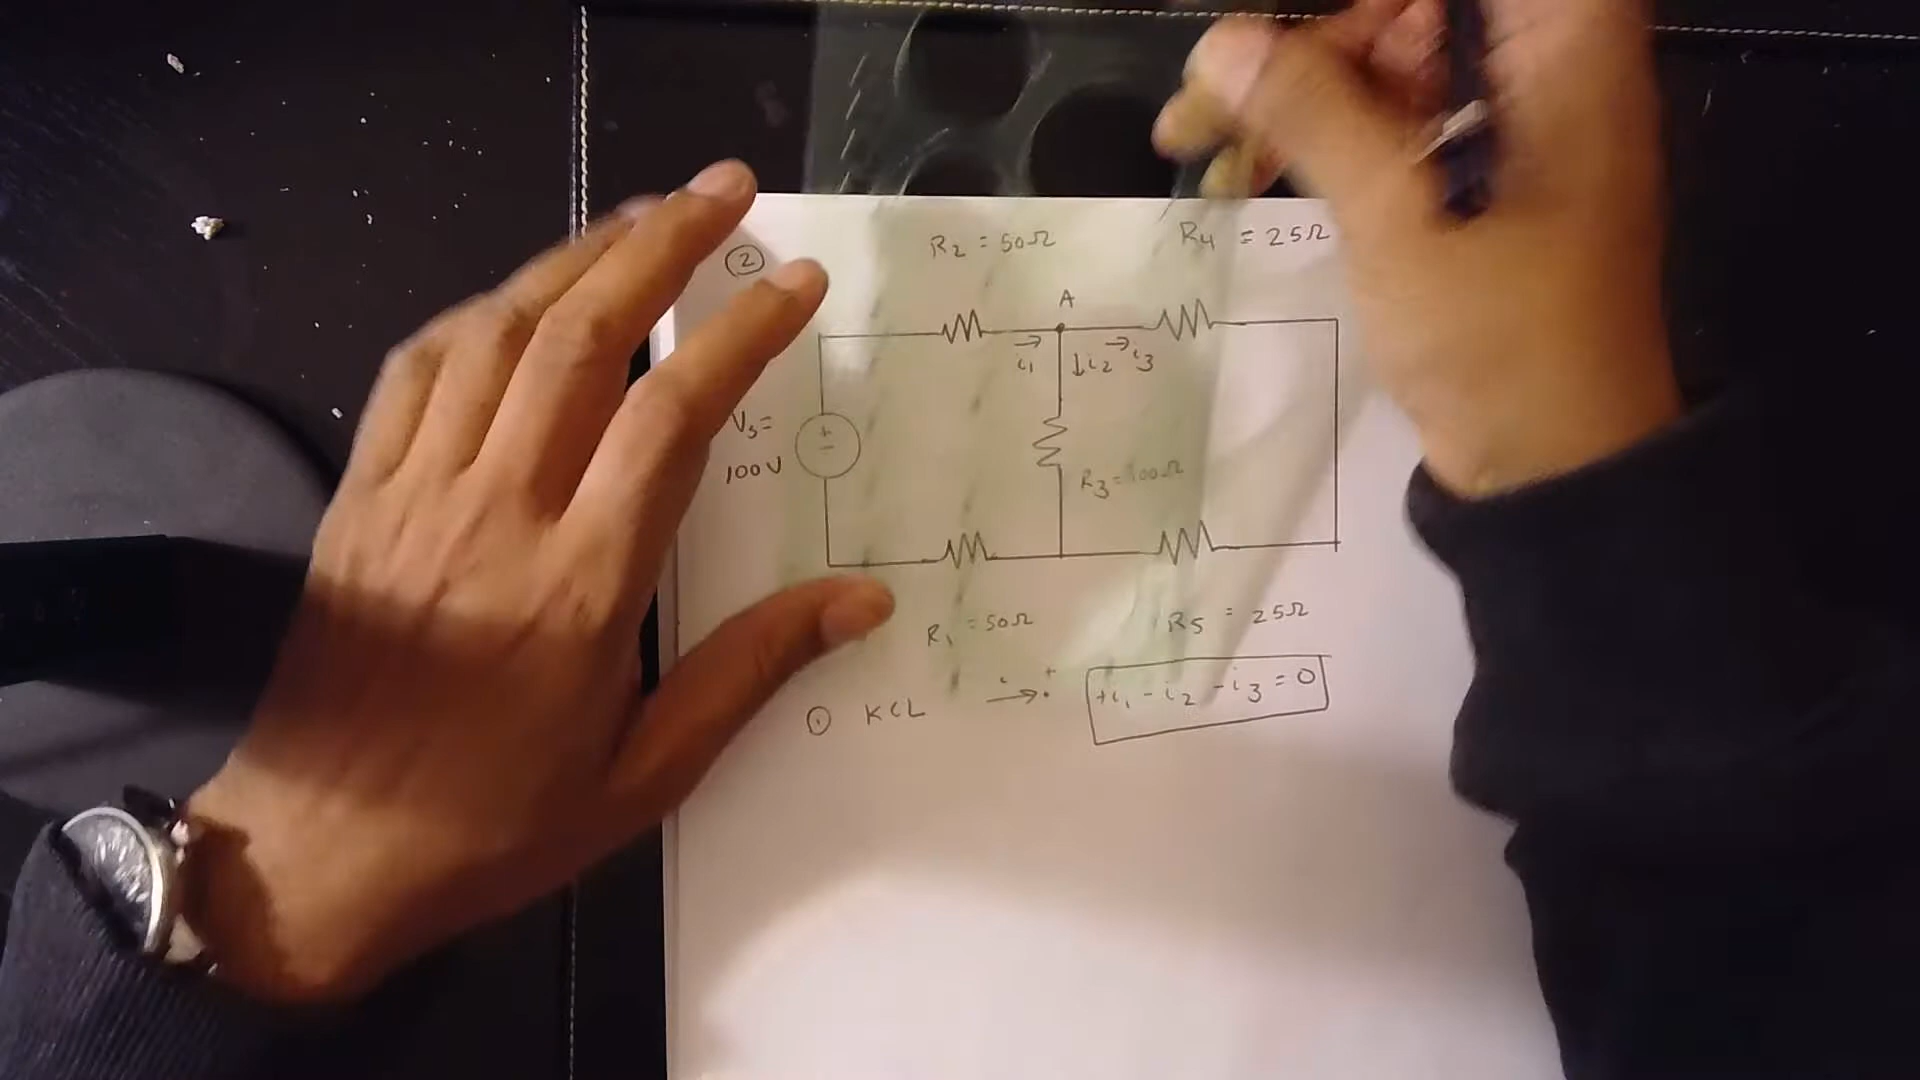 2
R2 = 50Ω
R4 = 25Ω
A
i1
i2
i3
Vs =
100V
+
-
R3 = 100Ω
R1 = 50Ω
R5 = 25Ω
1 KCL
i
+
+i1 - i2 - i3 = 0